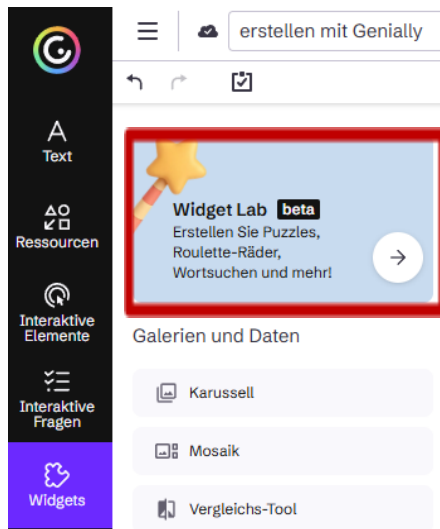 erstellen mit Genially
Text
Ressourcen
Interaktive
Elemente
Interaktive
Fragen
Widgets
Widget Lab beta
Erstellen Sie Puzzles,
Roulette-Räder,
Wortsuchen und mehr!
Galerien und Daten
Karussell
Mosaik
Vergleichs-Tool